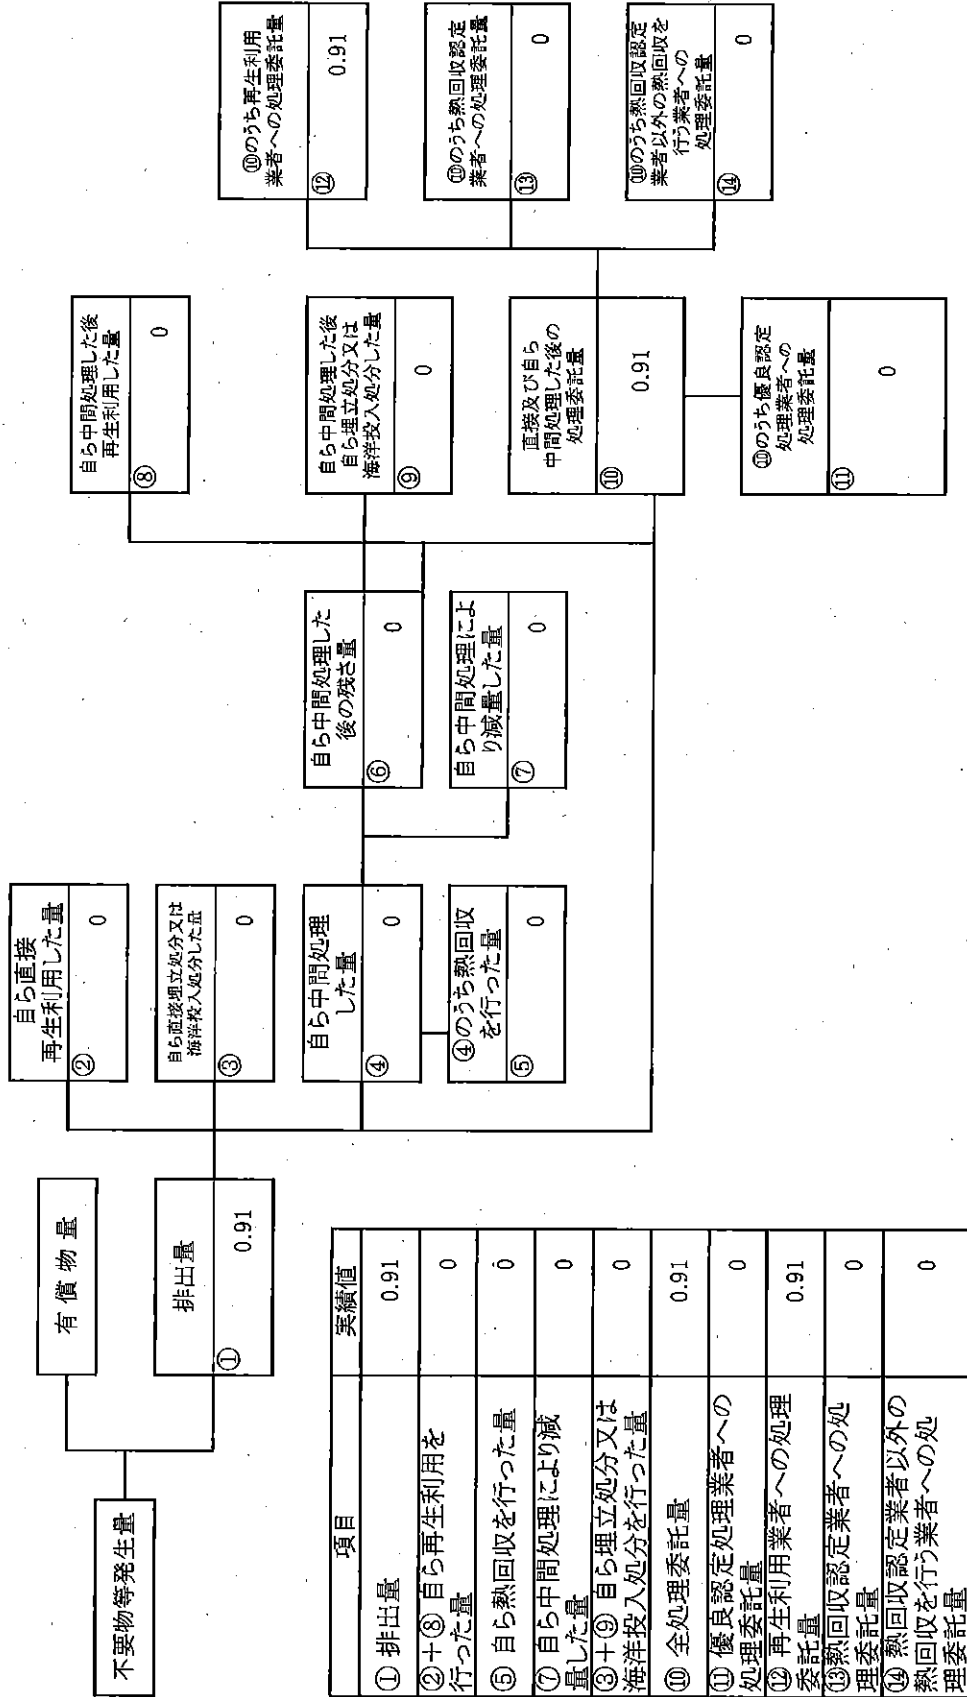 不要物等発生量
有償物量
排出量
①
0.91
自ら直接
再生利用した量
②
0
自ら直接埋立処分又は
海洋投入処分した量
③
0
自ら中間処理
した量
④
0
④のうち熱回収
を行った量
⑤
0
自ら中間処理した
後の残さ量
⑥
0
自ら中間処理によ
り減量した量
⑦
0
自ら中間処理した後
再生利用した量
⑧
0
自ら中間処理した後
自ら埋立処分又は
海洋投入処分した量
⑨
0
直接及び自ら
中間処理した後の
処理委託量
⑩
0.91
⑩のうち優良認定
処理業者への
処理委託量
⑪
0
⑩のうち再生利用
業者への処理委託量
⑫
0.91
⑩のうち熱回収認定
業者への処理委託量
⑬
0
⑩のうち熱回収認定
業者以外の熱回収を
行う業者への
処理委託量
⑭
0
項目 実績値
① 排出量 0.91
②+⑧ 自ら再生利用を
行った量 0
⑤ 自ら熱回収を行った量 0
⑦ 自ら中間処理により減
量した量 0
③+⑨ 自ら埋立処分又は
海洋投入処分を行った量 0
⑩ 全処理委託量 0.91
⑪ 優良認定処理業者への
処理委託量 0
⑫ 再生利用業者への処理
委託量 0.91
⑬熱回収認定業者への処
理委託量 0
⑭ 熱回収認定業者以外の
熱回収を行う業者への処
理委託量 0